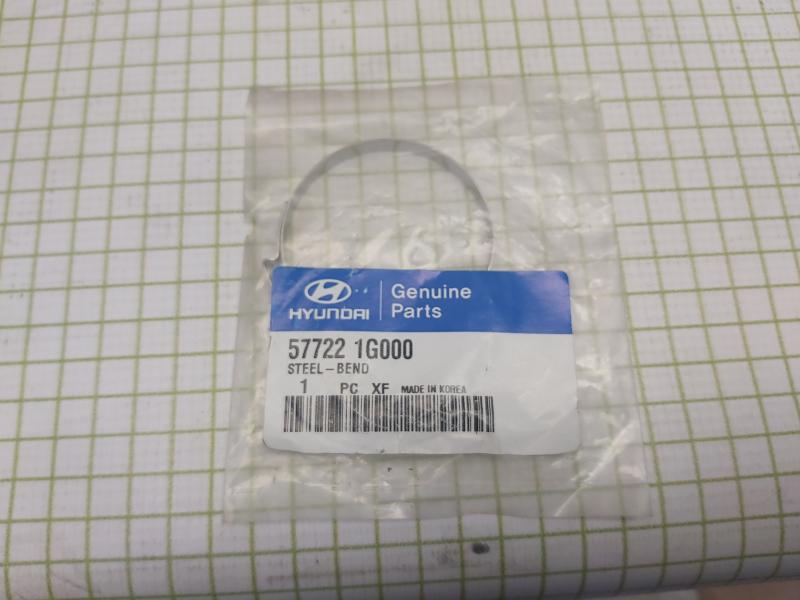 HYUNDAI
Genuine
Parts
57722 1G000
STEEL-BEND
1 PC XF MADE IN KOREA